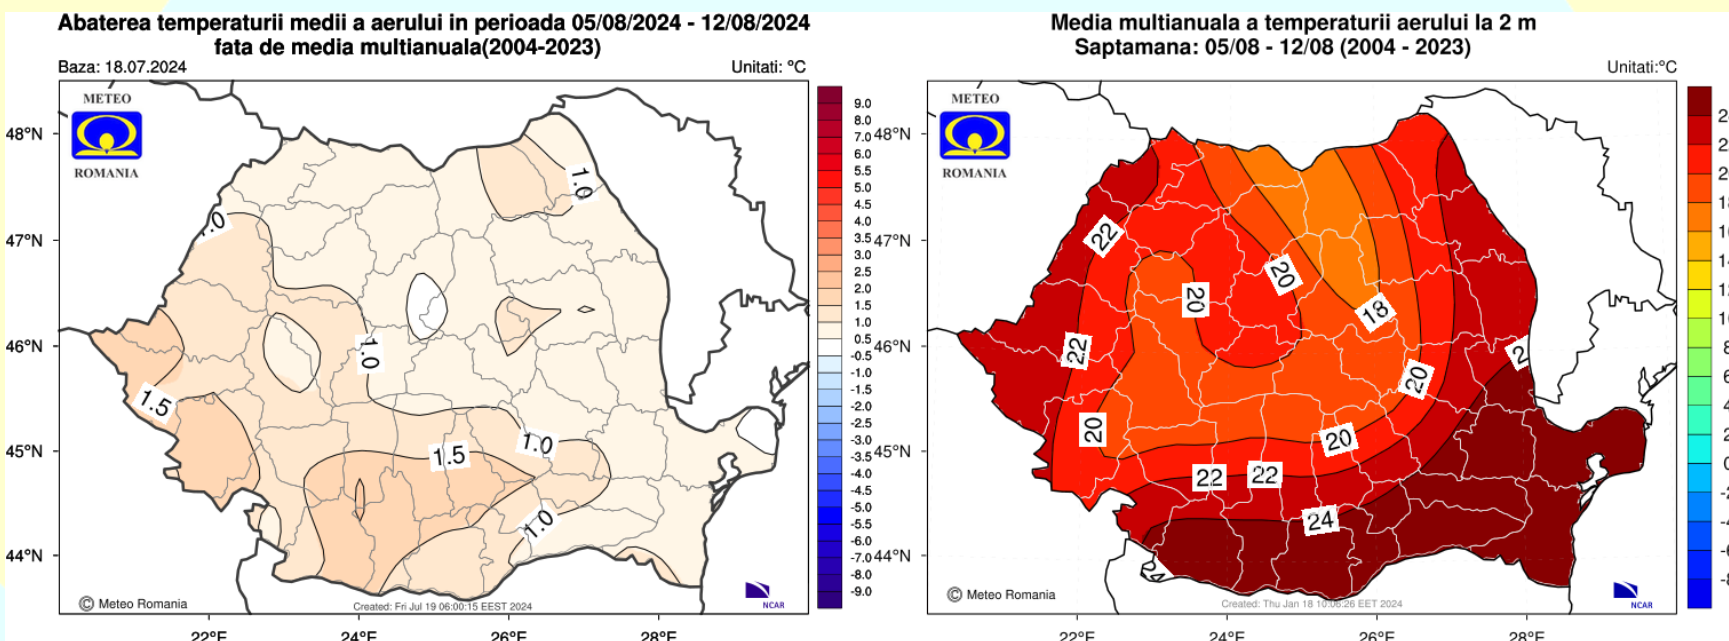 Abaterea temperaturii medii a aerului in perioada 05/08/2024 - 12/08/2024
fata de media multianuala(2004-2023)
Baza: 18.07.2024
Unitati: °C
METEO
ROMANIA
48°N
47°N
46°N
45°N
44°N
1.0
1.0
1.5
1.5
1.0
1.0
9.0
8.0
7.0
6.0
5.5
5.0
4.5
4.0
3.5
3.0
2.5
2.0
1.5
1.0
0.5
-0.5
-1.0
-1.5
-2.0
-2.5
-3.0
-3.5
-4.0
-4.5
-5.0
-5.5
-6.0
-7.0
-8.0
-9.0
© Meteo Romania
Created: Fri Jul 19 06:00:15 EEST 2024
NCAR
22°E
24°E
26°E
28°E
Media multianuala a temperaturii aerului la 2 m
Saptamana: 05/08 - 12/08 (2004 - 2023)
Unitati:°C
METEO
ROMANIA
48°N
47°N
46°N
45°N
44°N
22
20
20
18
22
20
20
20
22
22
24
24
8
6
4
2
0
© Meteo Romania
Created: Thu Jan 18 10:06:26 EET 2024
NCAR
22°E
24°E
26°E
28°E